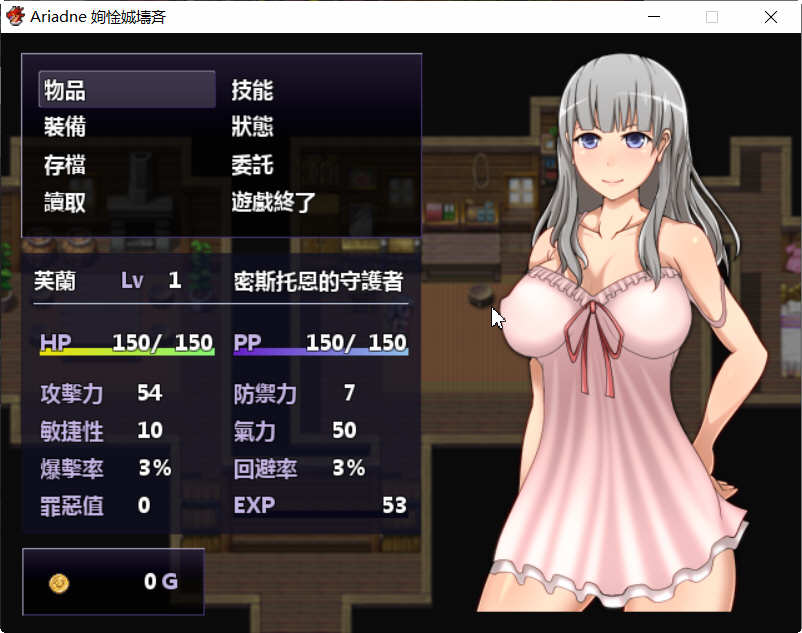 Ariadne 姰惍娍壔斉
物品 技能
裝備 狀態
存檔 委託
讀取 遊戲終了
芙蘭 Lv 1 密斯托恩的守護者
HP 150/ 150 PP 150/ 150
攻擊力 54 防禦力 7
敏捷性 10 氣力 50
爆擊率 3% 回避率 3%
罪惡值 0 EXP 53
0 G